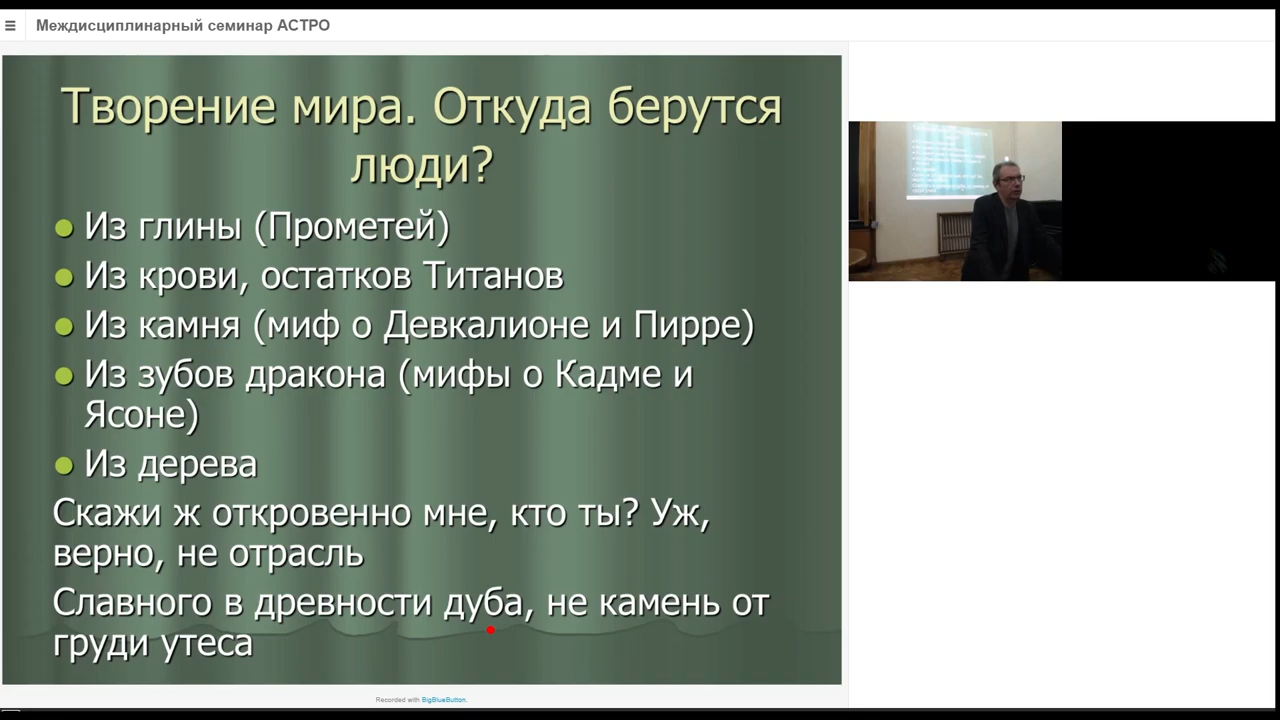 Междисциплинарный семинар АСТРО
Творение мира. Откуда берутся
люди?
Из глины (Прометей)
Из крови, остатков Титанов
Из камня (миф о Девкалионе и Пирре)
Из зубов дракона (мифы о Кадме и
Ясоне)
Из дерева
Скажи ж откровенно мне, кто ты? Уж,
верно, не отрасль
Славного в древности дуба, не камень от
груди утеса
Recorded with BigBlueButton.